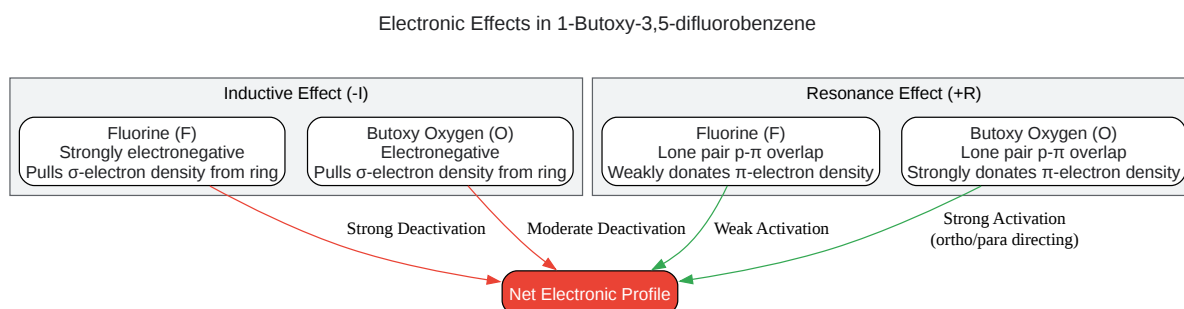 Electronic Effects in 1-Butoxy-3,5-difluorobenzene
Inductive Effect (-I)
Fluorine (F)
Strongly electronegative
Pulls σ-electron density from ring
Butoxy Oxygen (O)
Electronegative
Pulls σ-electron density from ring
Resonance Effect (+R)
Fluorine (F)
Lone pair p-π overlap
Weakly donates π-electron density
Butoxy Oxygen (O)
Lone pair p-π overlap
Strongly donates π-electron density
Strong Deactivation
Moderate Deactivation
Weak Activation
Strong Activation
(ortho/para directing)
Net Electronic Profile